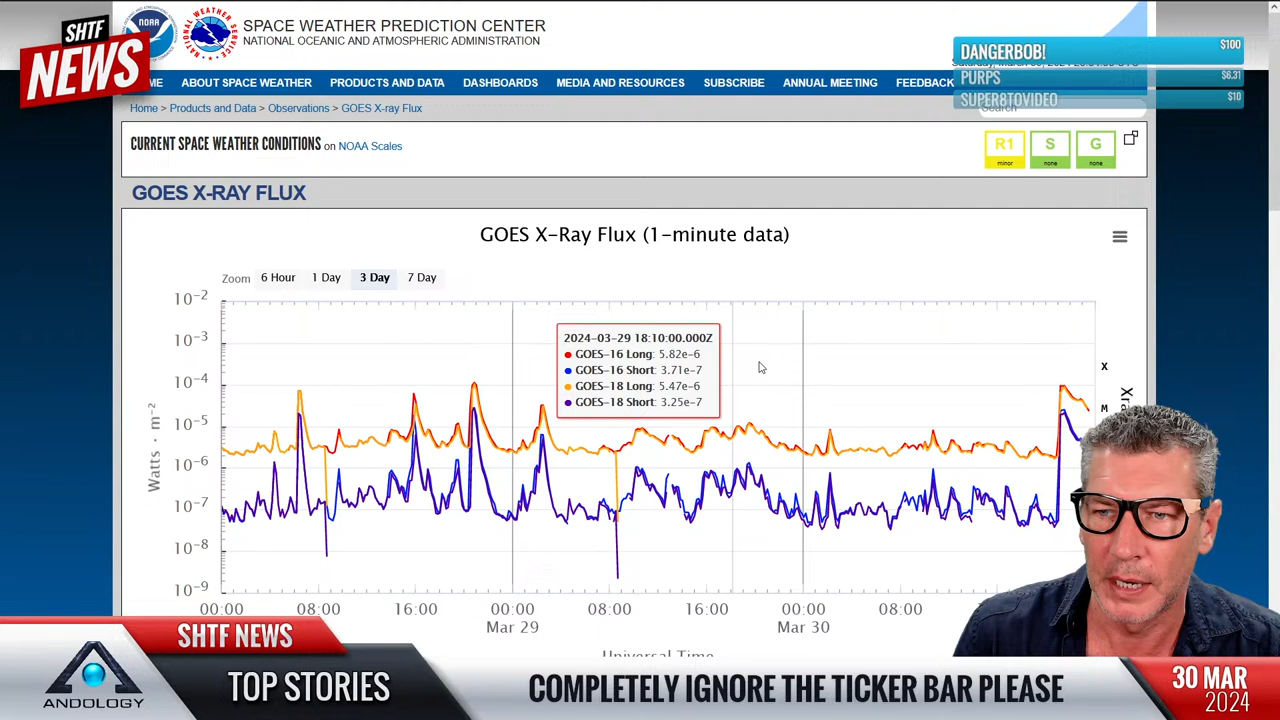 SHTF
NEWS
NOAA
SPACE WEATHER PREDICTION CENTER
NATIONAL OCEANIC AND ATMOSPHERIC ADMINISTRATION
DANGERBOB! $100
PURPS $6.31
SUPER8TOVIDEO $10
ABOUT SPACE WEATHER PRODUCTS AND DATA DASHBOARDS MEDIA AND RESOURCES SUBSCRIBE ANNUAL MEETING FEEDBACK
Home > Products and Data > Observations > GOES X-ray Flux
Search
CURRENT SPACE WEATHER CONDITIONS on NOAA Scales
R1 S G
minor none none
GOES X-RAY FLUX
GOES X-Ray Flux (1-minute data)
Zoom 6 Hour 1 Day 3 Day 7 Day
10-2
10-3
10-4
10-5
10-6
10-7
10-8
10-9
Watts · m-2
2024-03-29 18:10:00.000Z
GOES-16 Long: 5.82e-6
GOES-16 Short: 3.71e-7
GOES-18 Long: 5.47e-6
GOES-18 Short: 3.25e-7
X
M
00:00 08:00 16:00 00:00 08:00 16:00 00:00 08:00
Mar 29 Mar 30
Universal Time
SHTF NEWS
TOP STORIES
COMPLETELY IGNORE THE TICKER BAR PLEASE
30 MAR
2024
ANDOLOGY